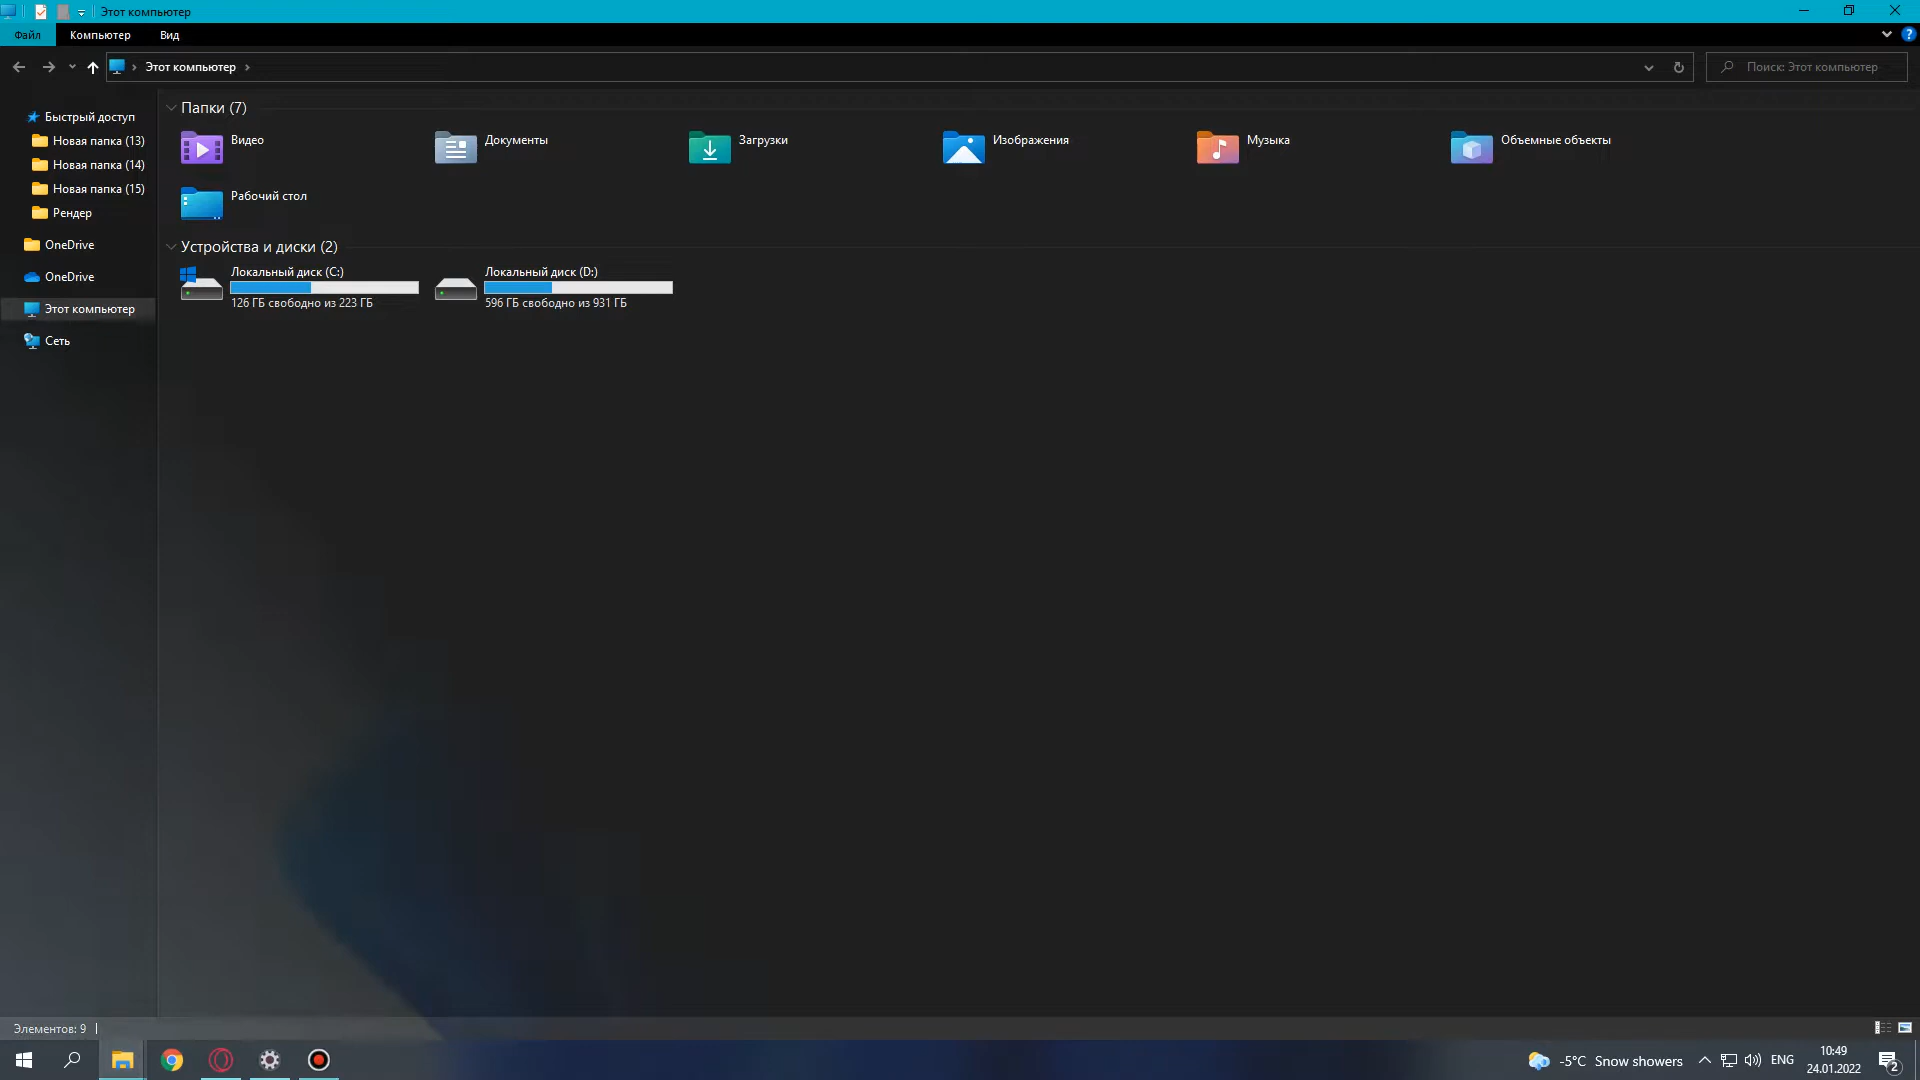 Этот компьютер
Файл Компьютер Вид
Этот компьютер
Поиск: Этот компьютер
Быстрый доступ
Новая папка (13)
Новая папка (14)
Новая папка (15)
Рендер
OneDrive
OneDrive
Этот компьютер
Сеть
Папки (7)
Видео
Документы
Загрузки
Изображения
Музыка
Объемные объекты
Рабочий стол
Устройства и диски (2)
Локальный диск (C:)
126 ГБ свободно из 223 ГБ
Локальный диск (D:)
596 ГБ свободно из 931 ГБ
Элементов: 9
-5°C Snow showers
ENG
10:49
24.01.2022
2